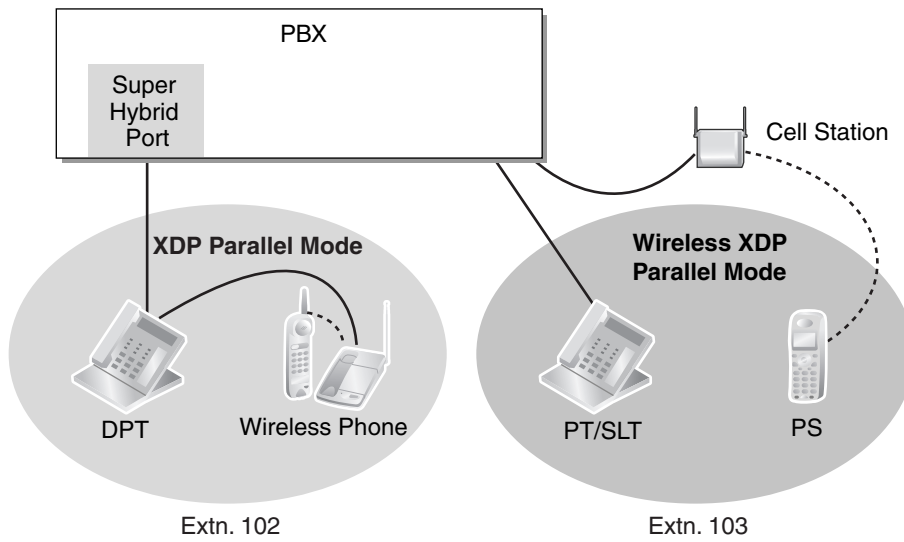 PBX
Super
Hybrid
Port
Cell Station
XDP Parallel Mode
Wireless XDP
Parallel Mode
DPT
Wireless Phone
PT/SLT
PS
Extn. 102
Extn. 103